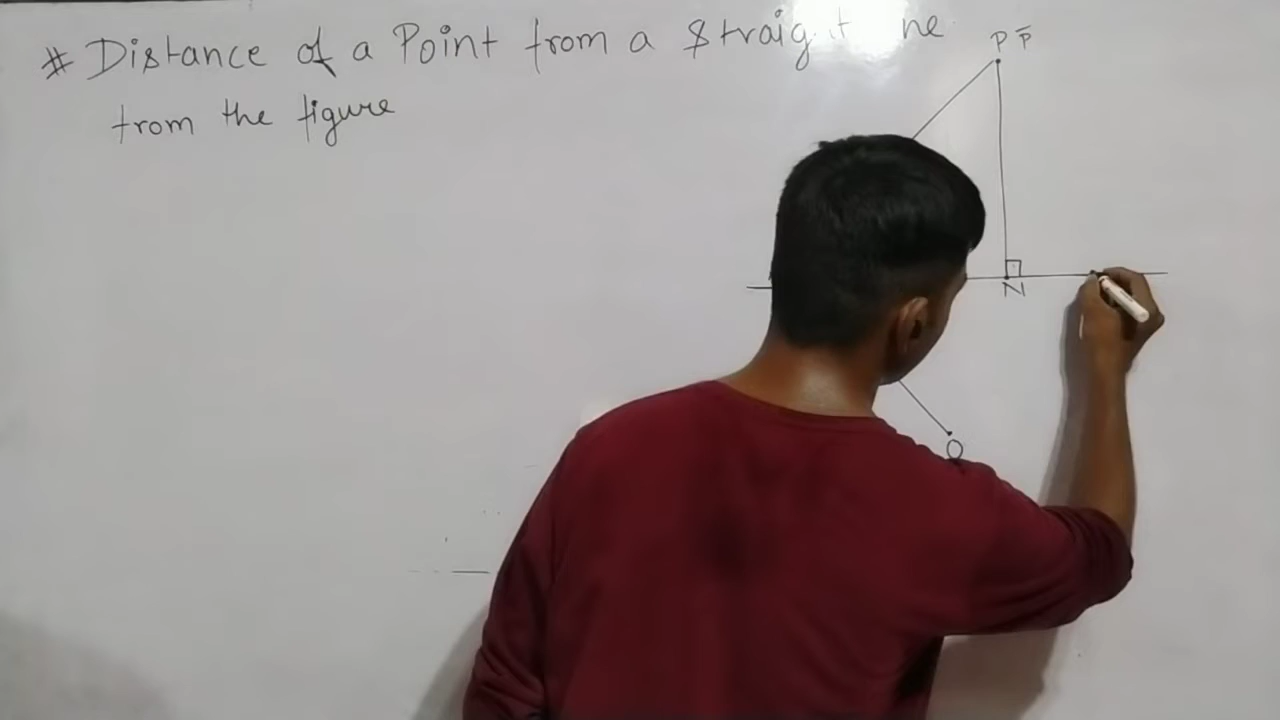 # Distance of a Point from a
from the figure
P P̅
N
O